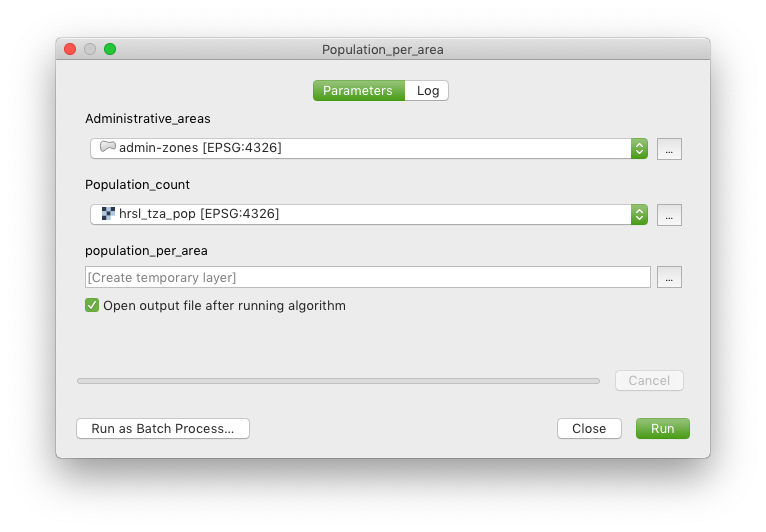 Population_per_area
Parameters Log
Administrative_areas
admin-zones [EPSG:4326]
...
Population_count
hrsl_tza_pop [EPSG:4326]
...
population_per_area
[Create temporary layer]
...
Open output file after running algorithm
Cancel
Run as Batch Process... Close Run